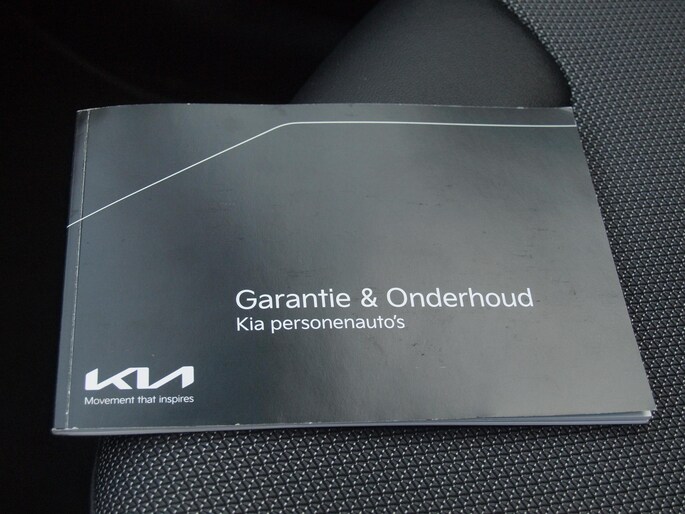 Garantie & Onderhoud
Kia personenauto's
KIA
Movement that inspires